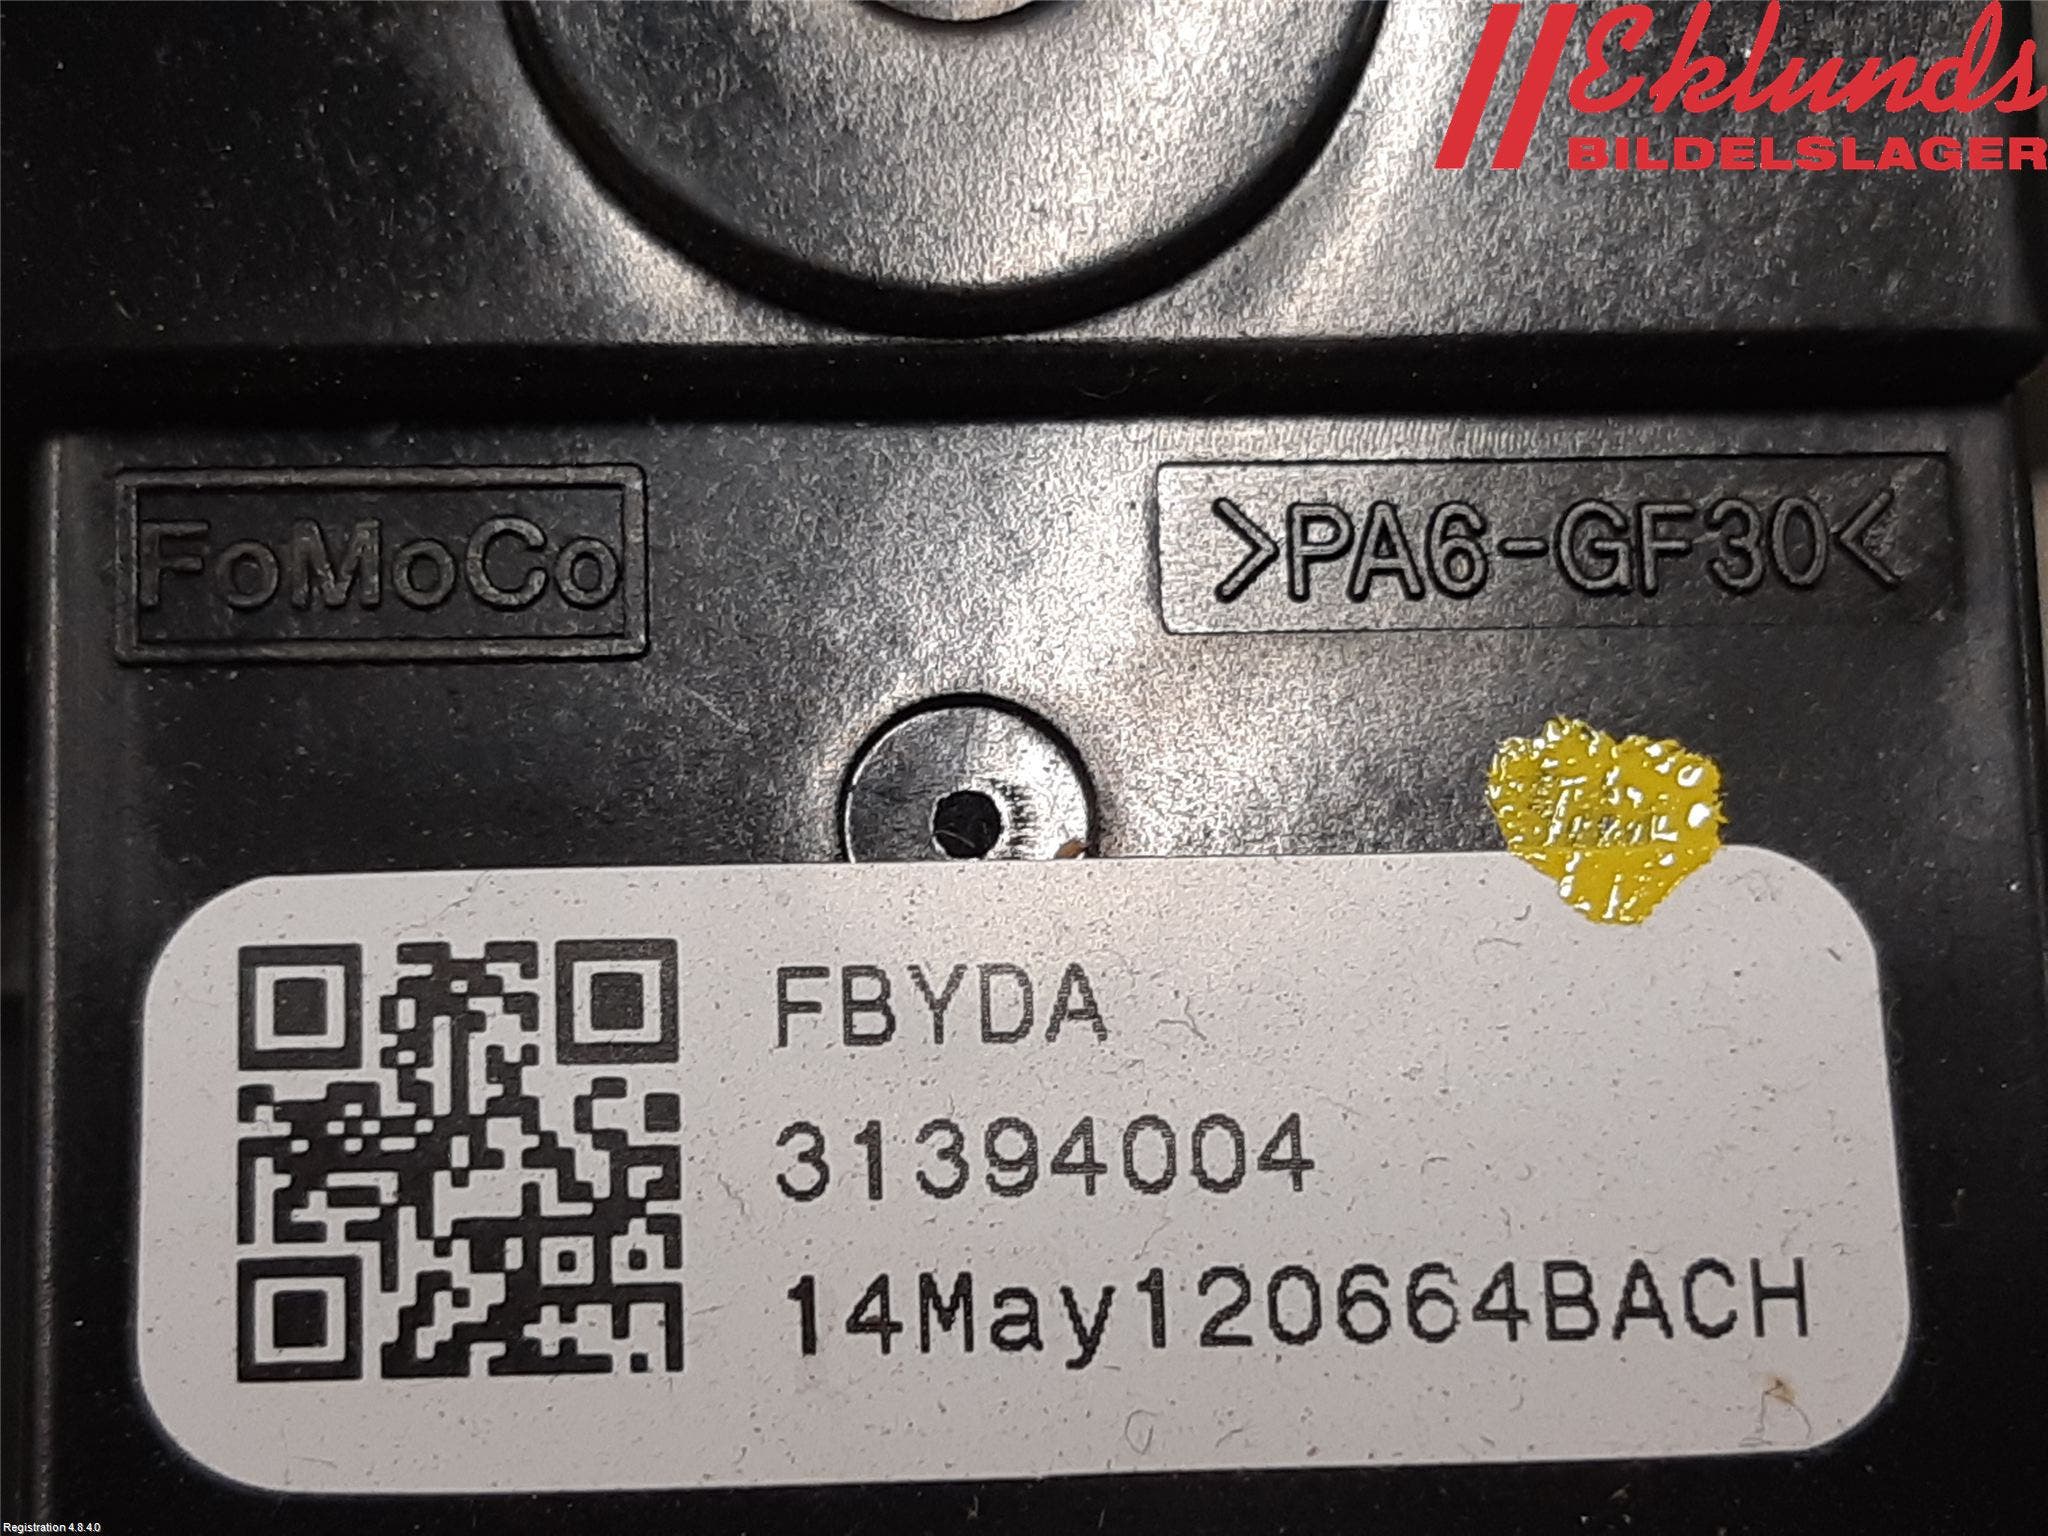 Eklunds
BILDELSLAGER
FoMoCo
>PA6-GF30<
FBYDA
31394004
14May120664BACH
Registration 4.8.4.0